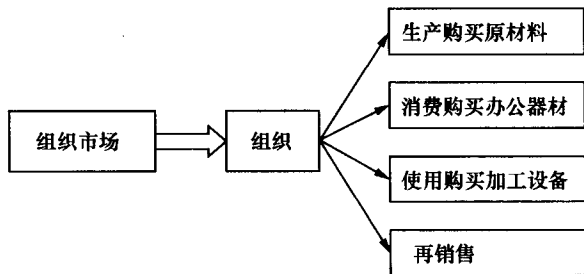 生产购买原材料
消费购买办公器材
组织市场
组织
使用购买加工设备
再销售